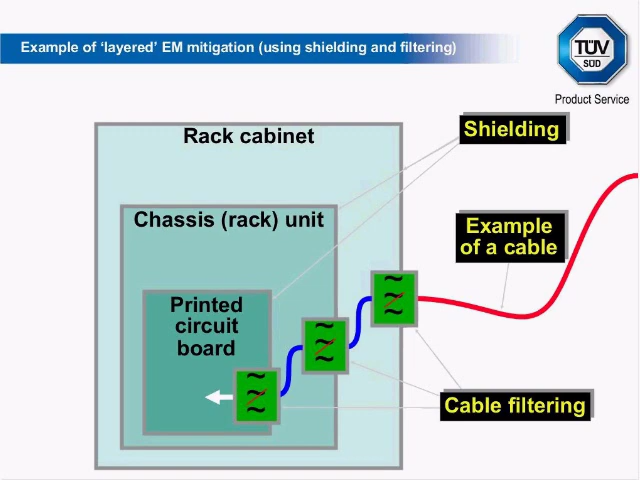 Example of ‘layered’ EM mitigation (using shielding and filtering)
TÜV
SÜD
Product Service
Rack cabinet
Shielding
Chassis (rack) unit
Example
of a cable
Printed
circuit
board
Cable filtering